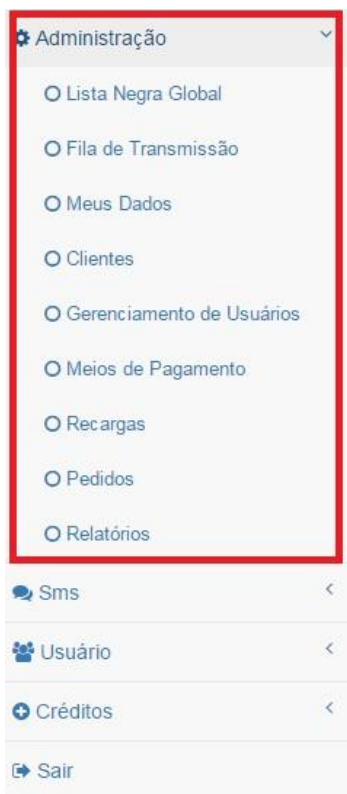 Administração
Lista Negra Global
Fila de Transmissão
Meus Dados
Clientes
Gerenciamento de Usuários
Meios de Pagamento
Recargas
Pedidos
Relatórios
Sms
Usuário
Créditos
Sair